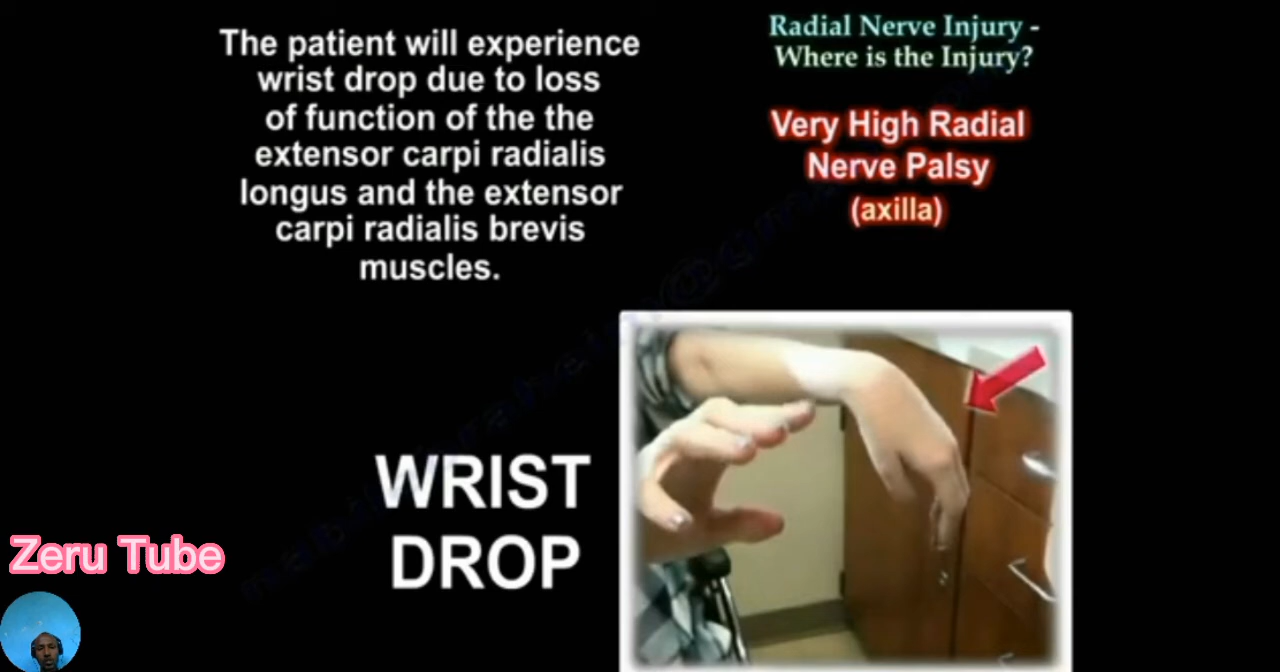 The patient will experience
wrist drop due to loss
of function of the the
extensor carpi radialis
longus and the extensor
carpi radialis brevis
muscles.
Radial Nerve Injury -
Where is the Injury?
Very High Radial
Nerve Palsy
(axilla)
WRIST
DROP
Zeru Tube